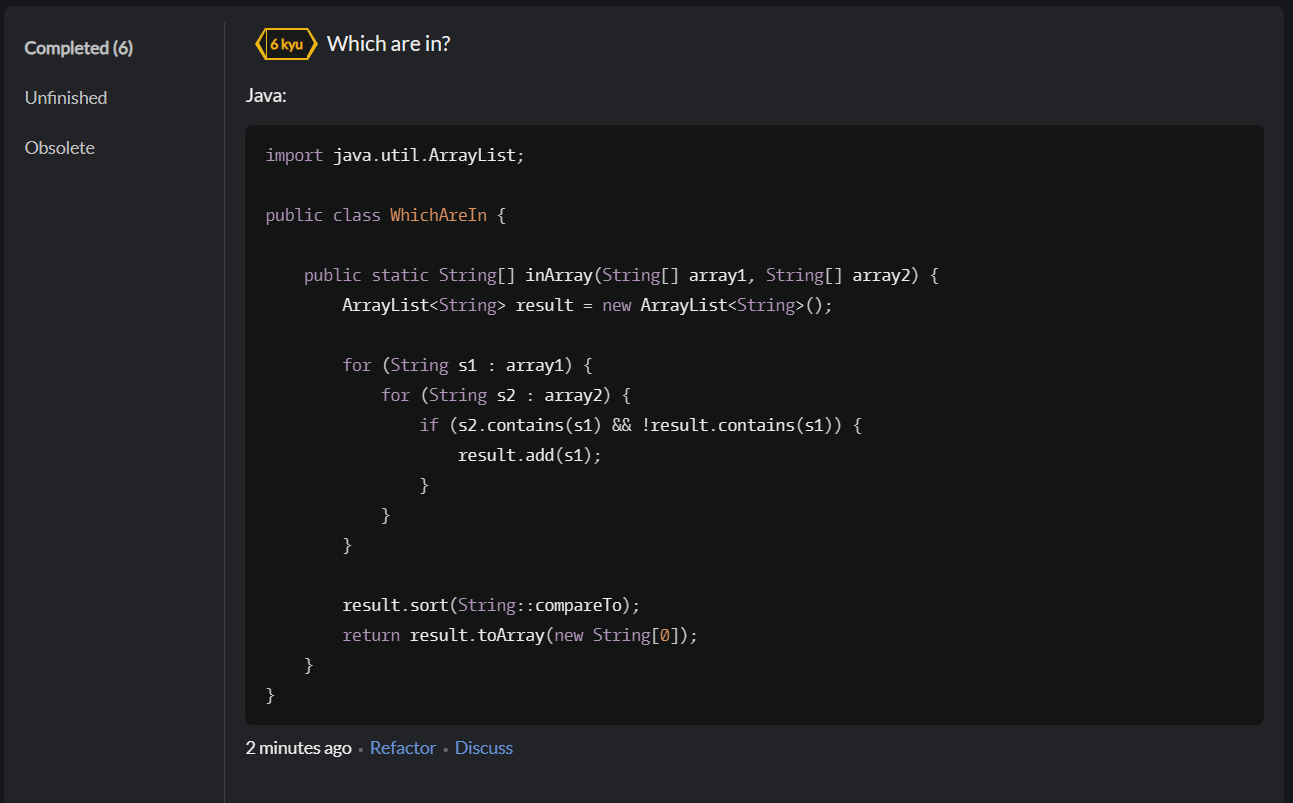 Completed (6)
Unfinished
Obsolete
6 kyu Which are in?
Java:
import java.util.ArrayList;
public class WhichAreIn {
    public static String[] inArray(String[] array1, String[] array2) {
        ArrayList<String> result = new ArrayList<String>();
        for (String s1 : array1) {
            for (String s2 : array2) {
                if (s2.contains(s1) && !result.contains(s1)) {
                    result.add(s1);
                }
            }
        }
        result.sort(String::compareTo);
        return result.toArray(new String[0]);
    }
}
2 minutes ago • Refactor • Discuss